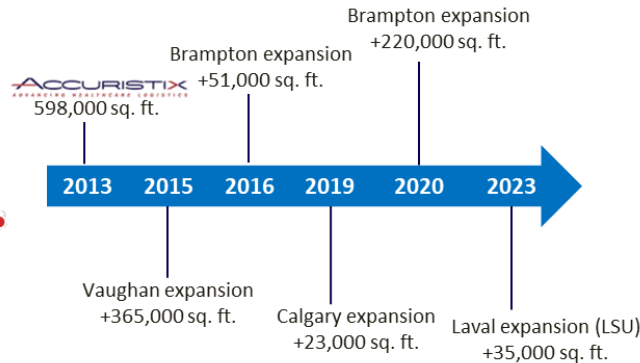 Brampton expansion
+220,000 sq. ft.
Brampton expansion
+51,000 sq. ft.
ACCURISTIX
ADVANCING HEALTHCARE LOGISTICS
598,000 sq. ft.
2013 2015 2016 2019 2020 2023
Vaughan expansion
+365,000 sq. ft.
Calgary expansion
+23,000 sq. ft.
Laval expansion (LSU)
+35,000 sq. ft.